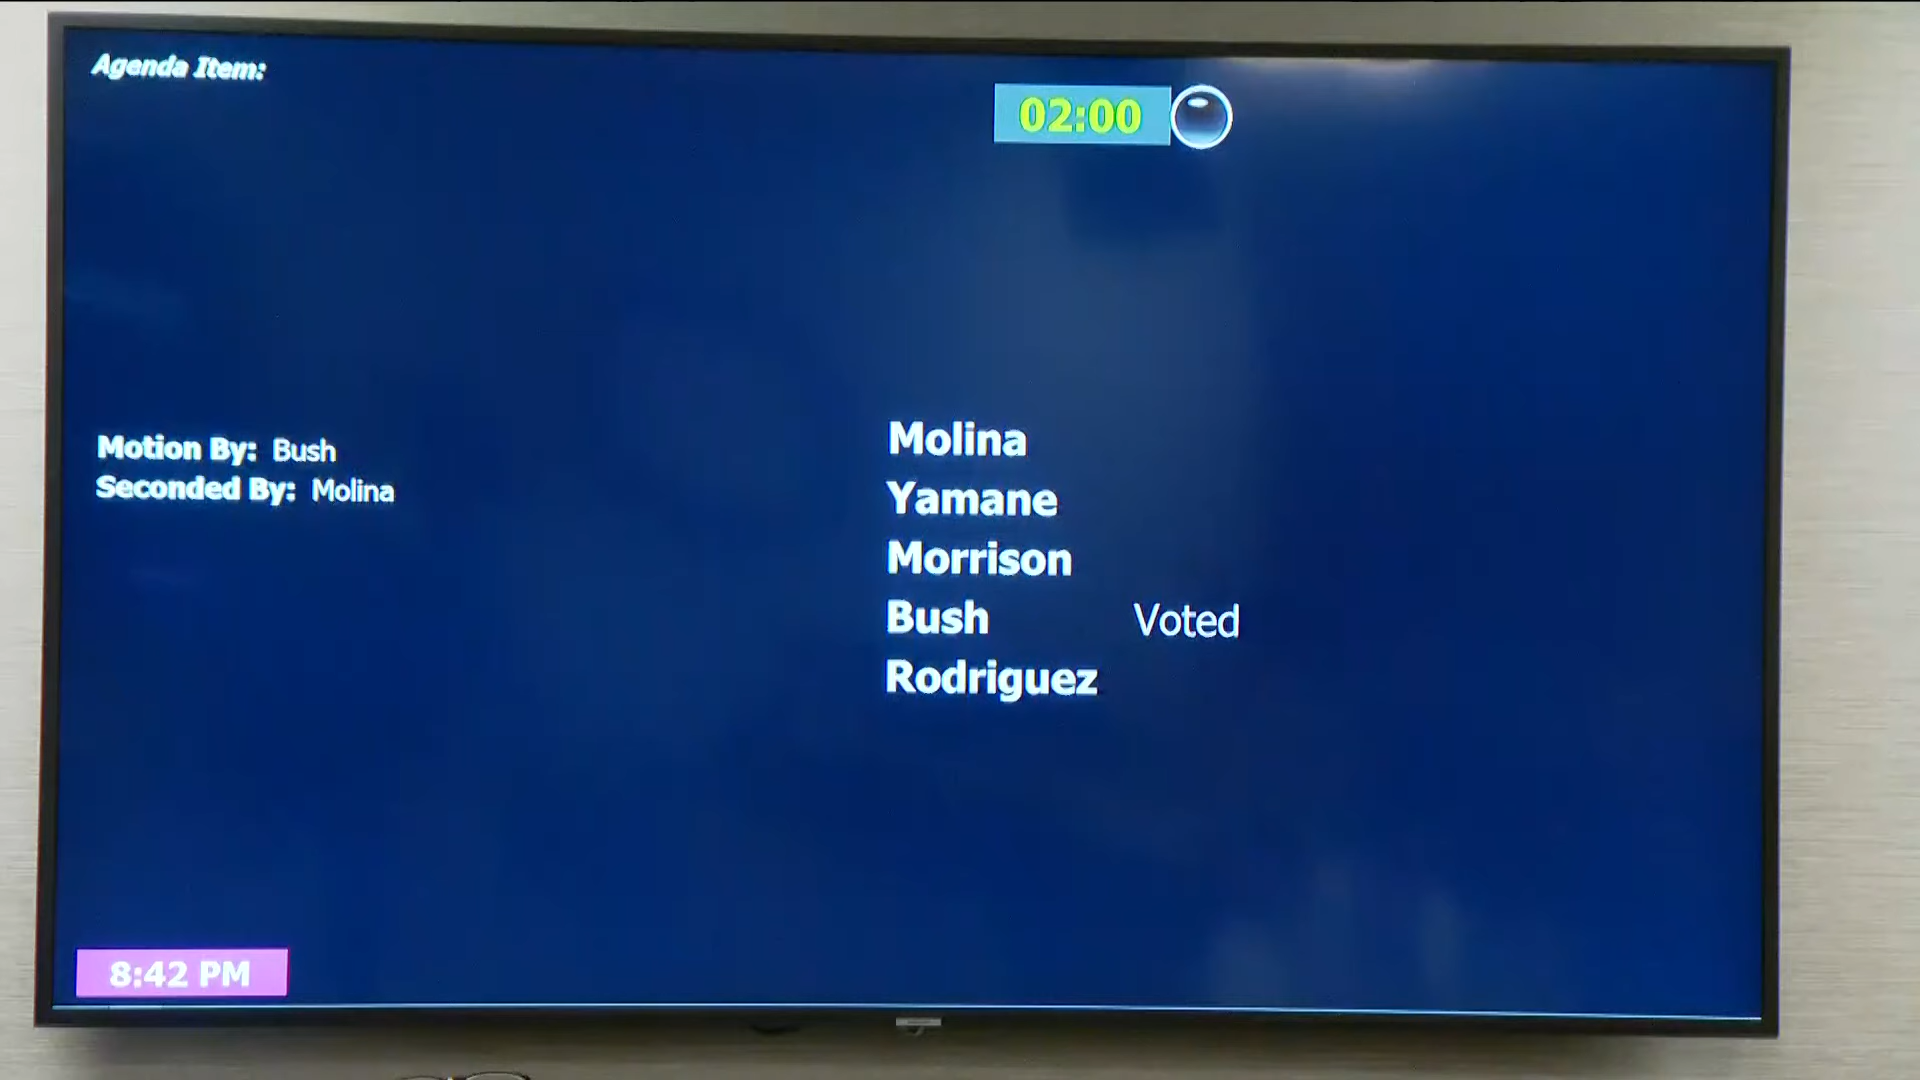 Agenda Item:
02:00
Motion By: Bush
Seconded By: Molina
Molina
Yamane
Morrison
Bush Voted
Rodriguez
8:42 PM